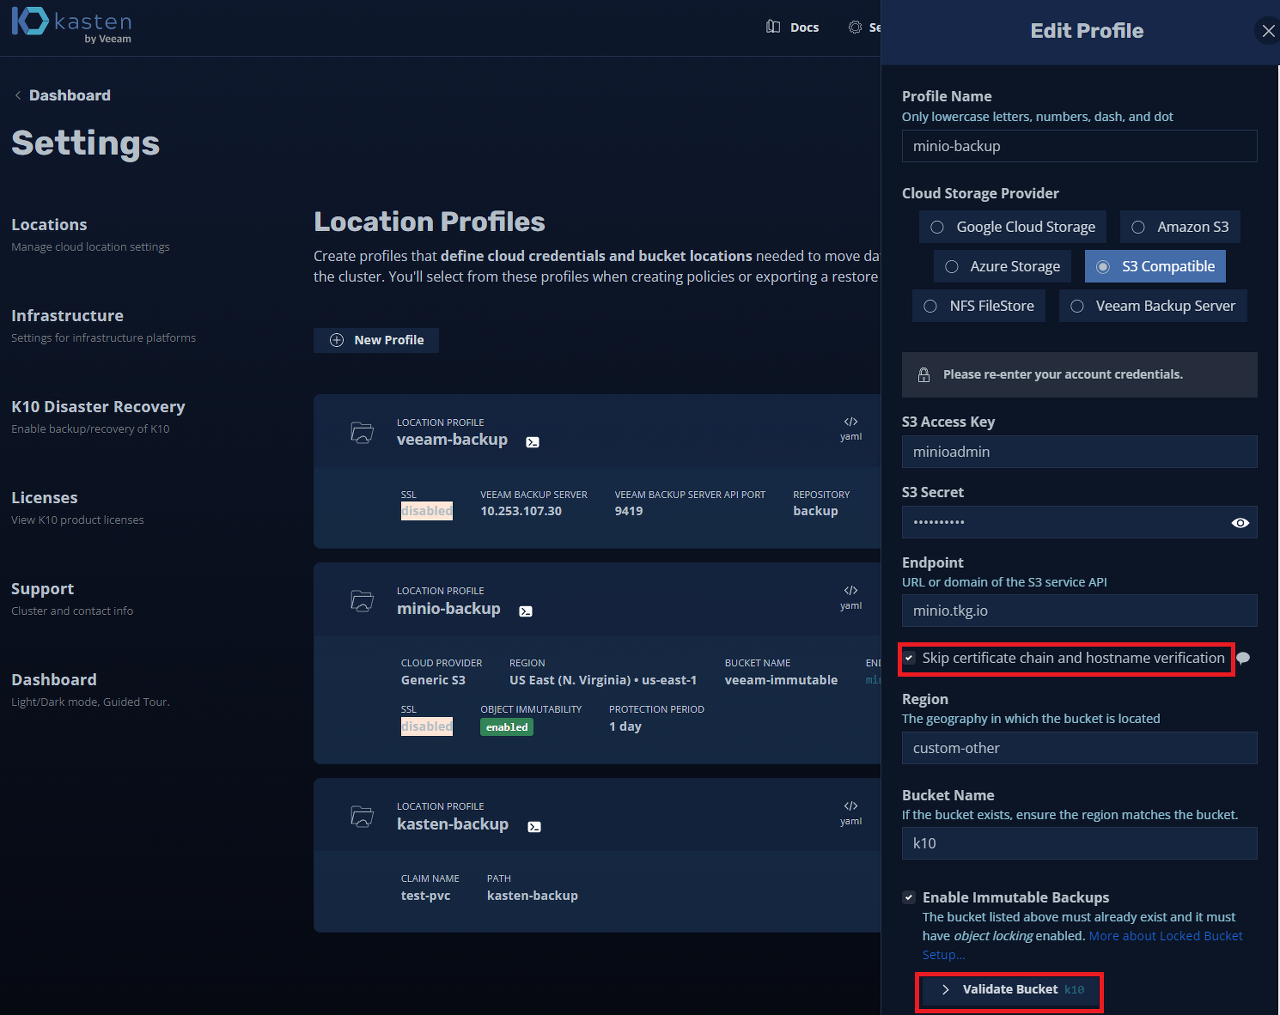 kasten
by Veeam
Docs
Se
Dashboard
Settings
Locations
Manage cloud location settings
Infrastructure
Settings for infrastructure platforms
K10 Disaster Recovery
Enable backup/recovery of K10
Licenses
View K10 product licenses
Support
Cluster and contact info
Dashboard
Light/Dark mode, Guided Tour.
Location Profiles
Create profiles that define cloud credentials and bucket locations needed to move da
the cluster. You'll select from these profiles when creating policies or exporting a restore
New Profile
LOCATION PROFILE
veeam-backup
yaml
SSL VEEAM BACKUP SERVER VEEAM BACKUP SERVER API PORT REPOSITORY
disabled 10.253.107.30 9419 backup
LOCATION PROFILE
minio-backup
yaml
CLOUD PROVIDER REGION BUCKET NAME
Generic S3 US East (N. Virginia) • us-east-1 veeam-immutable
SSL OBJECT IMMUTABILITY PROTECTION PERIOD
disabled enabled 1 day
LOCATION PROFILE
kasten-backup
yaml
CLAIM NAME PATH
test-pvc kasten-backup
Edit Profile
Profile Name
Only lowercase letters, numbers, dash, and dot
minio-backup
Cloud Storage Provider
Google Cloud Storage Amazon S3
Azure Storage S3 Compatible
NFS FileStore Veeam Backup Server
Please re-enter your account credentials.
S3 Access Key
minioadmin
S3 Secret
••••••••••
Endpoint
URL or domain of the S3 service API
minio.tkg.io
Skip certificate chain and hostname verification
Region
The geography in which the bucket is located
custom-other
Bucket Name
If the bucket exists, ensure the region matches the bucket.
k10
Enable Immutable Backups
The bucket listed above must already exist and it must
have object locking enabled. More about Locked Bucket
Setup...
Validate Bucket k10